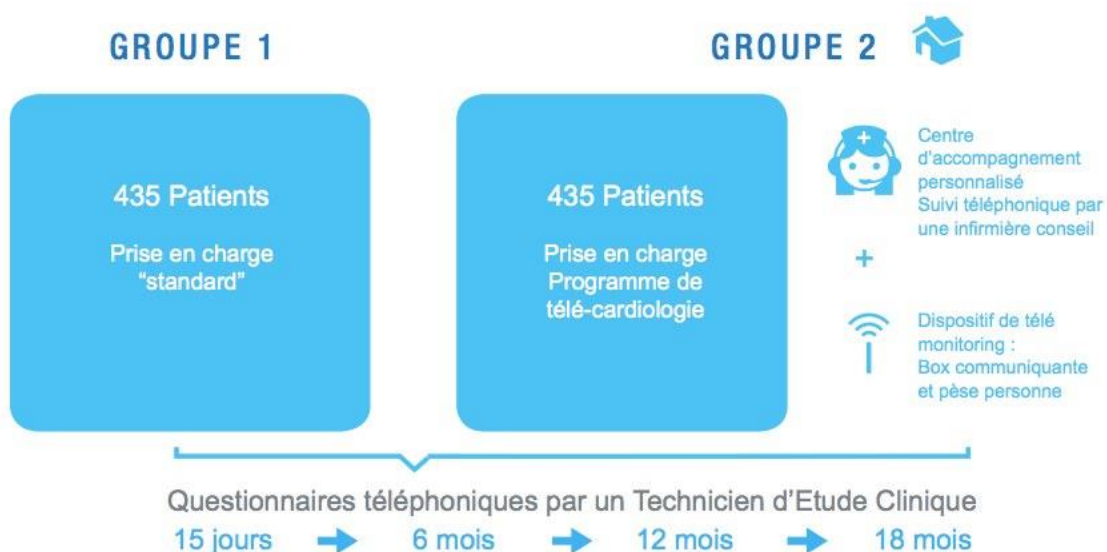 GROUPE 1
435 Patients
Prise en charge
“standard”
GROUPE 2
435 Patients
Prise en charge
Programme de
télé-cardiologie
Centre
d'accompagnement
personnalisé
Suivi téléphonique par
une infirmière conseil
+
Dispositif de télé
monitoring :
Box communiquante
et pèse personne
Questionnaires téléphoniques par un Technicien d'Etude Clinique
15 jours 6 mois 12 mois 18 mois